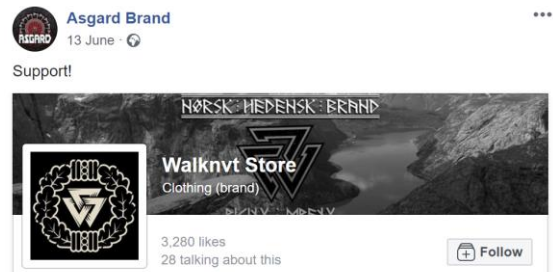 ASGARD
Asgard Brand
13 June ·
Support!
NØRSK : HEDENSK : BRAND
Walknvt Store
Clothing (brand)
3,280 likes
28 talking about this
Follow